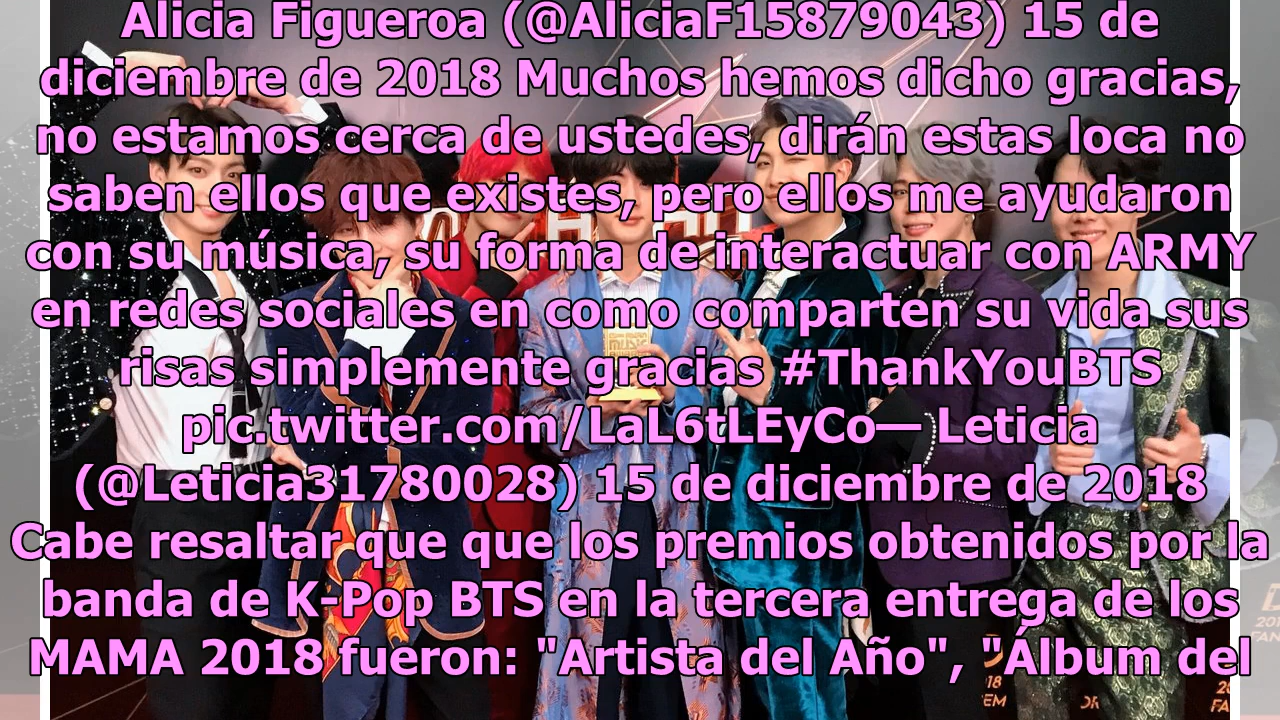 Alicia Figueroa (@AliciaF15879043) 15 de
diciembre de 2018 Muchos hemos dicho gracias,
no estamos cerca de ustedes, dirán estas loca no
saben ellos que existes, pero ellos me ayudaron
con su música, su forma de interactuar con ARMY
en redes sociales en como comparten su vida sus
risas simplemente gracias #ThankYouBTS
pic.twitter.com/LaL6tLEyCo— Leticia
(@Leticia31780028) 15 de diciembre de 2018
Cabe resaltar que que los premios obtenidos por la
banda de K-Pop BTS en la tercera entrega de los
MAMA 2018 fueron: "Artista del Año", "Álbum del